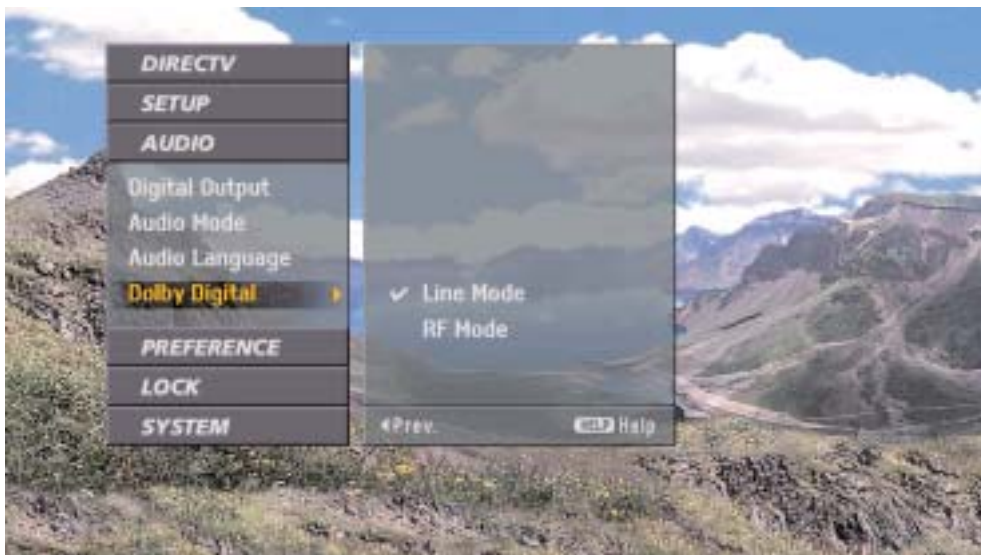 DIRECTV
SETUP
AUDIO
Digital Output
Audio Mode
Audio Language
Dolby Digital
✓ Line Mode
RF Mode
PREFERENCE
LOCK
SYSTEM
◀Prev.
HELP Help